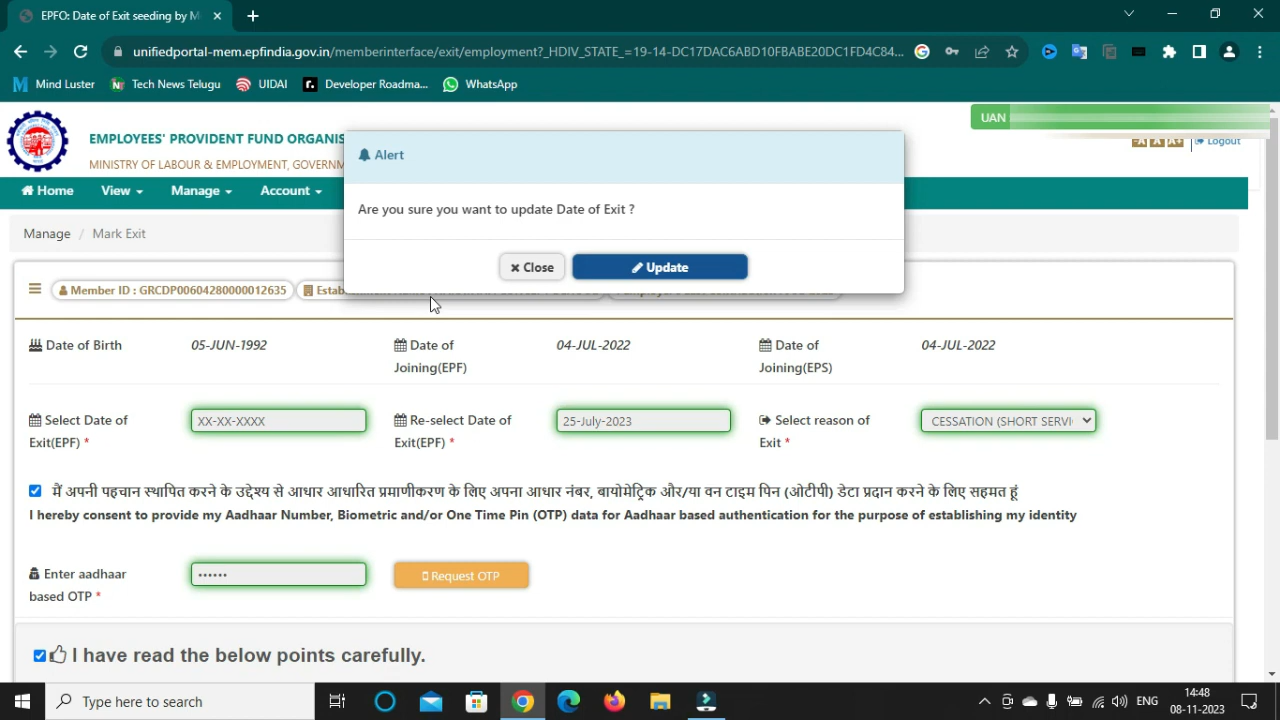 EPFO: Date of Exit seeding by M
unifiedportal-mem.epfindia.gov.in/memberinterface/exit/employment?_HDIV_STATE_=19-14-DC17DAC6ABD10FBABE20DC1FD4C84...
Mind Luster Tech News Telugu UIDAI Developer Roadma... WhatsApp
UAN
EMPLOYEES' PROVIDENT FUND ORGANIS
MINISTRY OF LABOUR & EMPLOYMENT, GOVERNM
-A A A+ Logout
Home View Manage Account
Alert
Are you sure you want to update Date of Exit ?
Close Update
Manage / Mark Exit
Member ID : GRCDP00604280000012635
Date of Birth 05-JUN-1992 Date of Joining(EPF) 04-JUL-2022 Date of Joining(EPS) 04-JUL-2022
Select Date of Exit(EPF) * XX-XX-XXXX Re-select Date of Exit(EPF) * 25-July-2023 Select reason of Exit * CESSATION (SHORT SERVI
मैं अपनी पहचान स्थापित करने के उद्देश्य से आधार आधारित प्रमाणीकरण के लिए अपना आधार नंबर, बायोमेट्रिक और/या वन टाइम पिन (ओटीपी) डेटा प्रदान करने के लिए सहमत हूं
I hereby consent to provide my Aadhaar Number, Biometric and/or One Time Pin (OTP) data for Aadhaar based authentication for the purpose of establishing my identity
Enter aadhaar based OTP * •••••• Request OTP
I have read the below points carefully.
Type here to search
ENG
14:48
08-11-2023